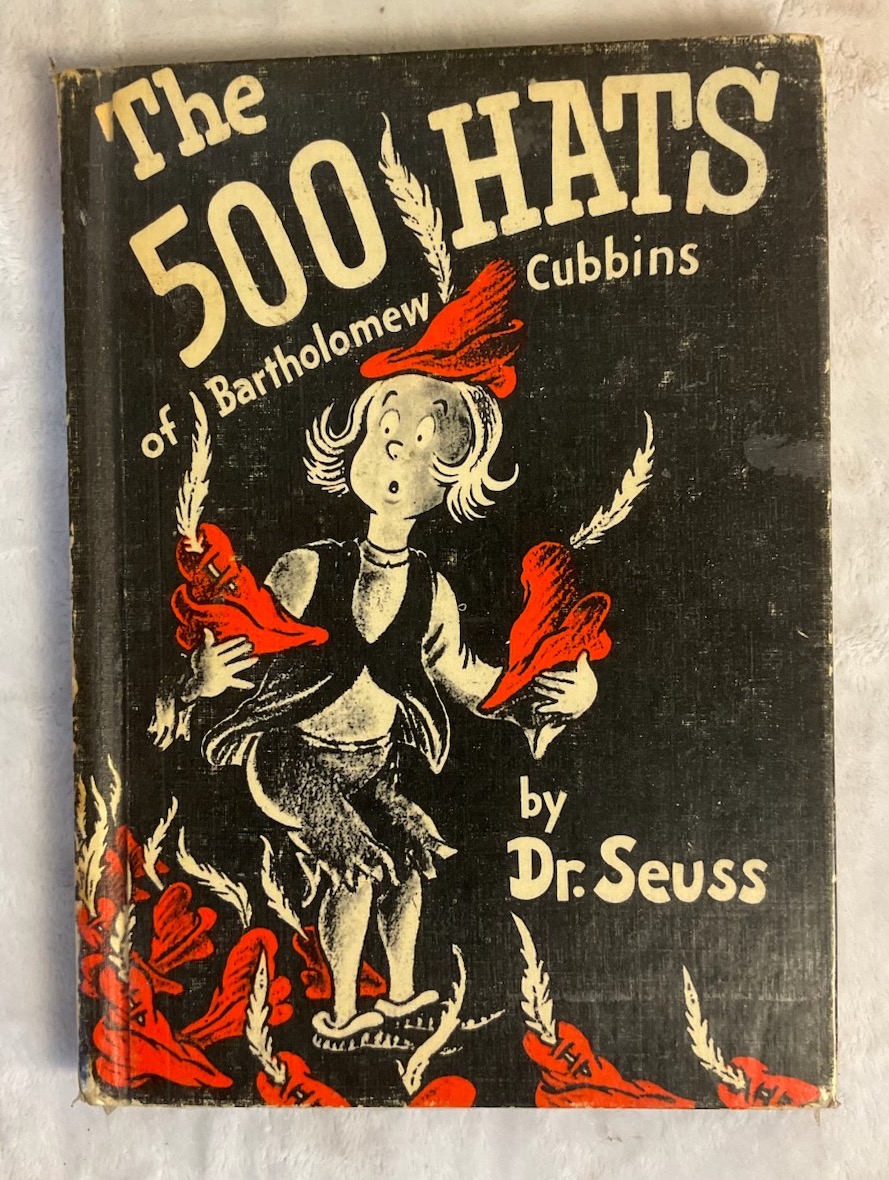 The
500 HATS
of Bartholomew Cubbins
by
Dr. Seuss